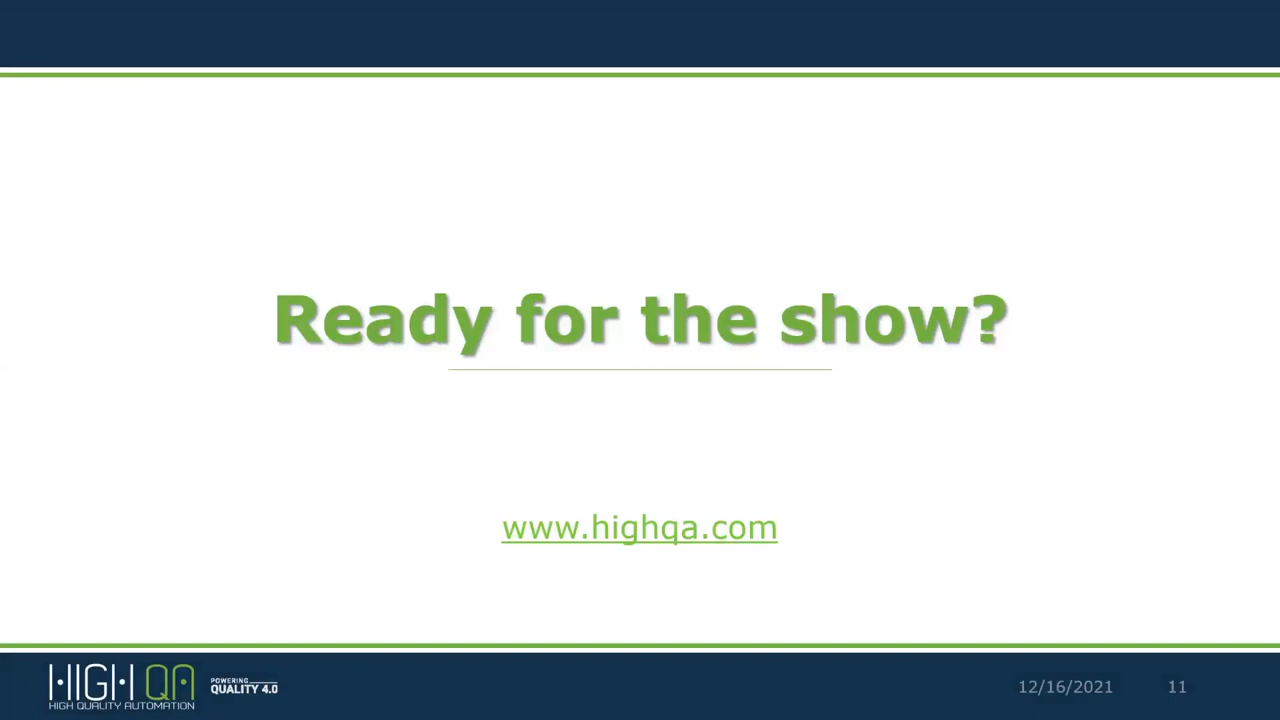 Ready for the show?
www.highqa.com
HIGH QA
HIGH QUALITY AUTOMATION
POWERING
QUALITY 4.0
12/16/2021
11